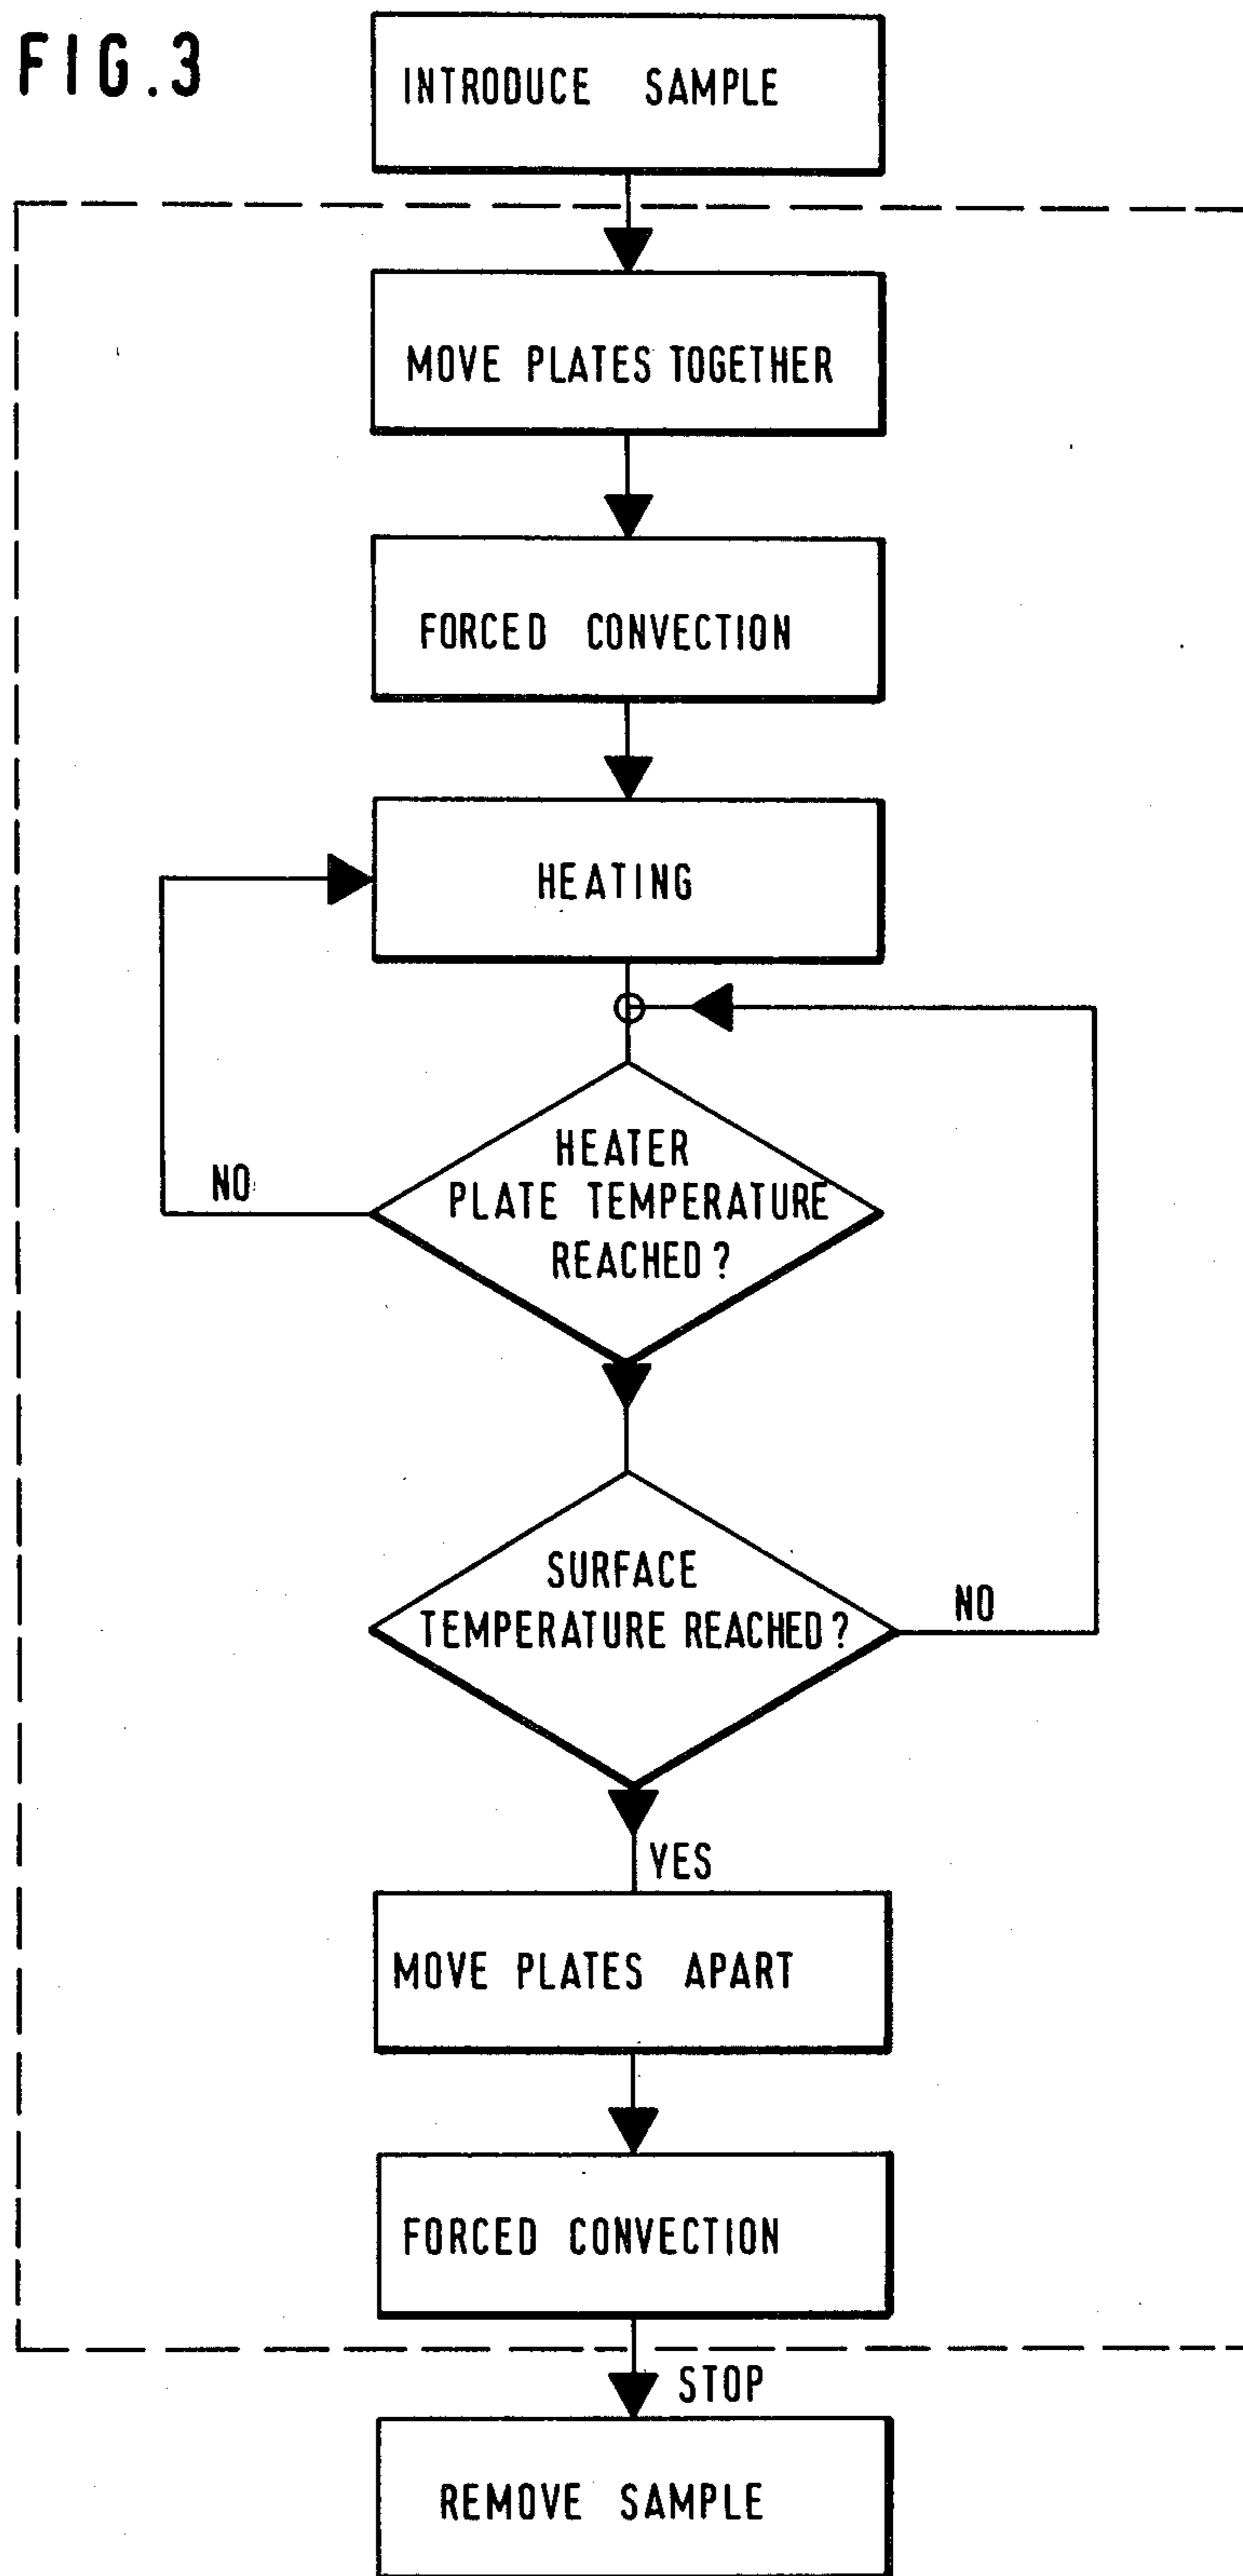 FIG.3
INTRODUCE SAMPLE
MOVE PLATES TOGETHER
FORCED CONVECTION
HEATING
HEATER
PLATE TEMPERATURE
REACHED?
NO
SURFACE
TEMPERATURE REACHED?
NO
YES
MOVE PLATES APART
FORCED CONVECTION
STOP
REMOVE SAMPLE